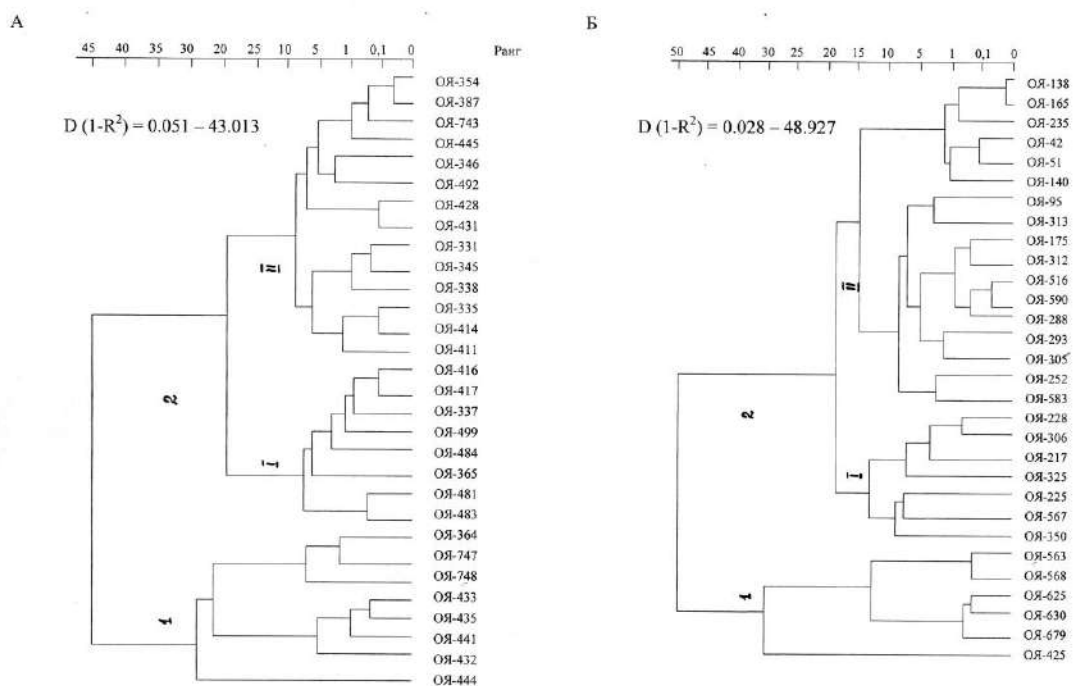 А
45 40 35 30 25 20 15 10 5 1 0,1 0 Ранг
D (1-R²) = 0.051 – 43.013
ОЯ-354
ОЯ-387
ОЯ-743
ОЯ-445
ОЯ-346
ОЯ-492
ОЯ-428
ОЯ-431
ОЯ-331
ОЯ-345
ОЯ-338
ОЯ-335
ОЯ-414
ОЯ-411
ОЯ-416
ОЯ-417
ОЯ-337
ОЯ-499
ОЯ-484
ОЯ-365
ОЯ-481
ОЯ-483
ОЯ-364
ОЯ-747
ОЯ-748
ОЯ-433
ОЯ-435
ОЯ-441
ОЯ-432
ОЯ-444
II
2
I
1
Б
50 40 35 30 25 20 15 10 5 1 0,1 0
D (1-R²) = 0.028 – 48.927
ОЯ-138
ОЯ-165
ОЯ-235
ОЯ-42
ОЯ-51
ОЯ-140
ОЯ-95
ОЯ-313
ОЯ-175
ОЯ-312
ОЯ-516
ОЯ-590
ОЯ-288
ОЯ-293
ОЯ-305
ОЯ-252
ОЯ-583
ОЯ-228
ОЯ-306
ОЯ-217
ОЯ-325
ОЯ-225
ОЯ-567
ОЯ-350
ОЯ-563
ОЯ-568
ОЯ-625
ОЯ-630
ОЯ-679
ОЯ-425
II
2
I
1